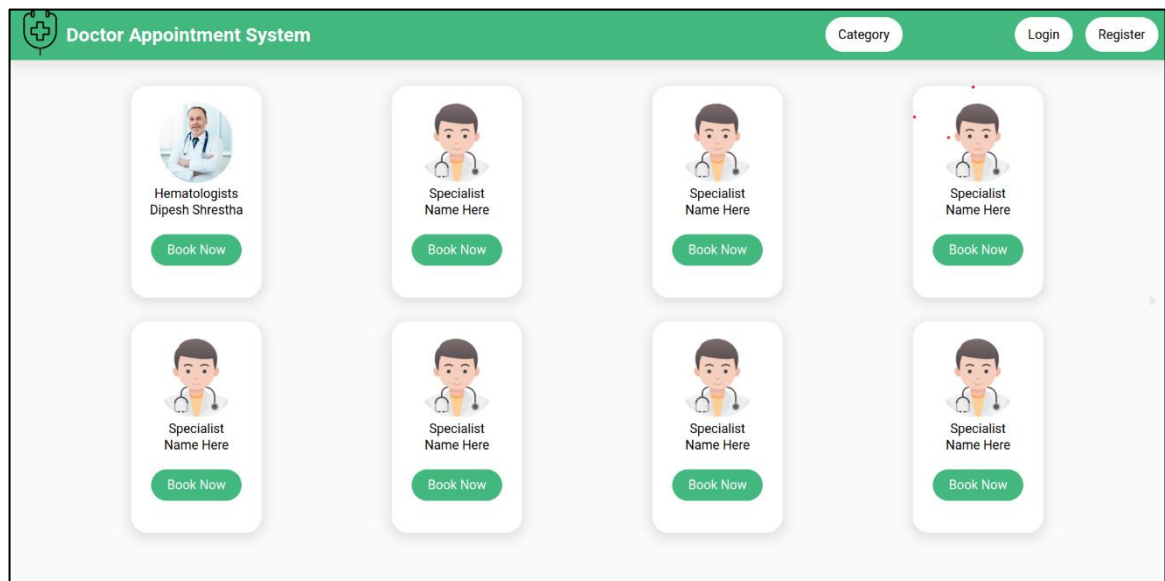 Doctor Appointment System
Category
Login
Register
Hematologists
Dipesh Shrestha
Book Now
Specialist
Name Here
Book Now
Specialist
Name Here
Book Now
Specialist
Name Here
Book Now
Specialist
Name Here
Book Now
Specialist
Name Here
Book Now
Specialist
Name Here
Book Now
Specialist
Name Here
Book Now